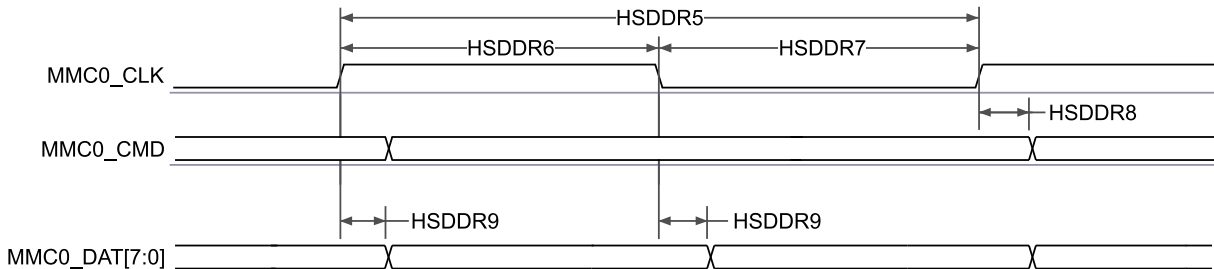 HSDDR5
HSDDR6 HSDDR7
MMC0_CLK
HSDDR8
MMC0_CMD
HSDDR9 HSDDR9
MMC0_DAT[7:0]